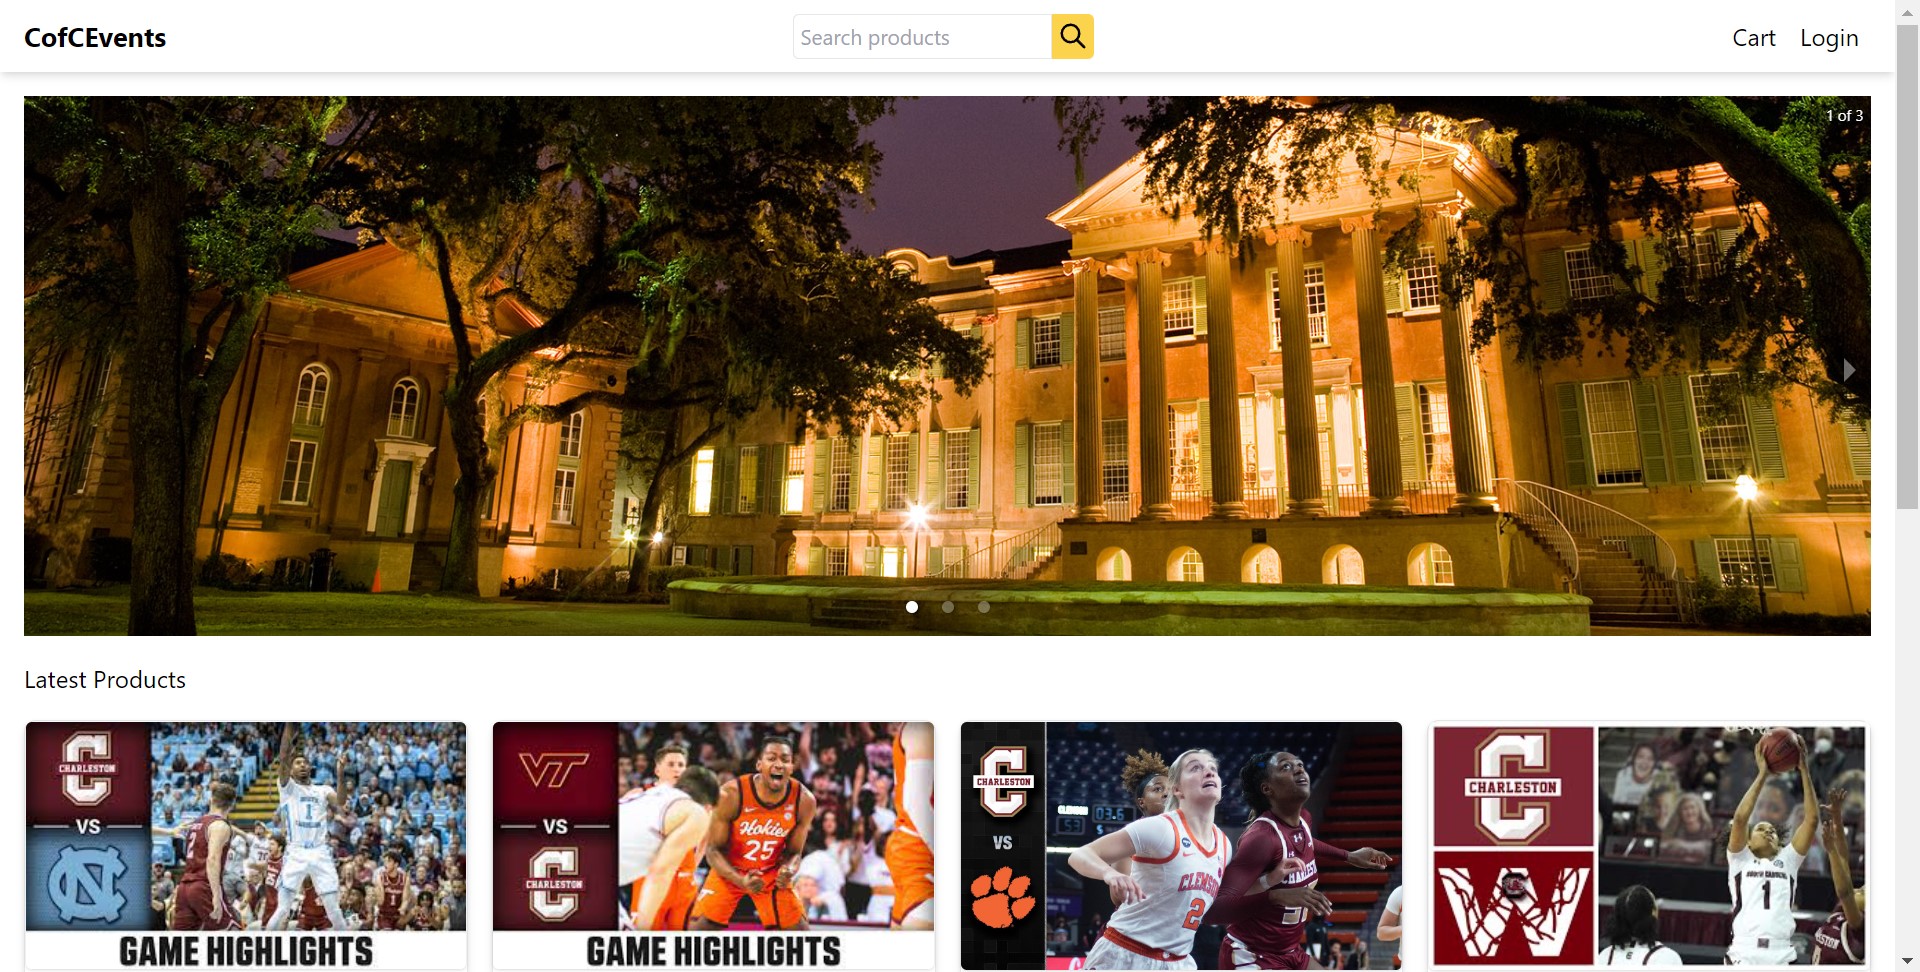 CofCEvents
Search products
Cart
Login
1 of 3
Latest Products
CHARLESTON
VS
GAME HIGHLIGHTS
VT
VS
CHARLESTON
Hokies
25
GAME HIGHLIGHTS
CHARLESTON
VS
CLEMSON
2
CHARLESTON
1